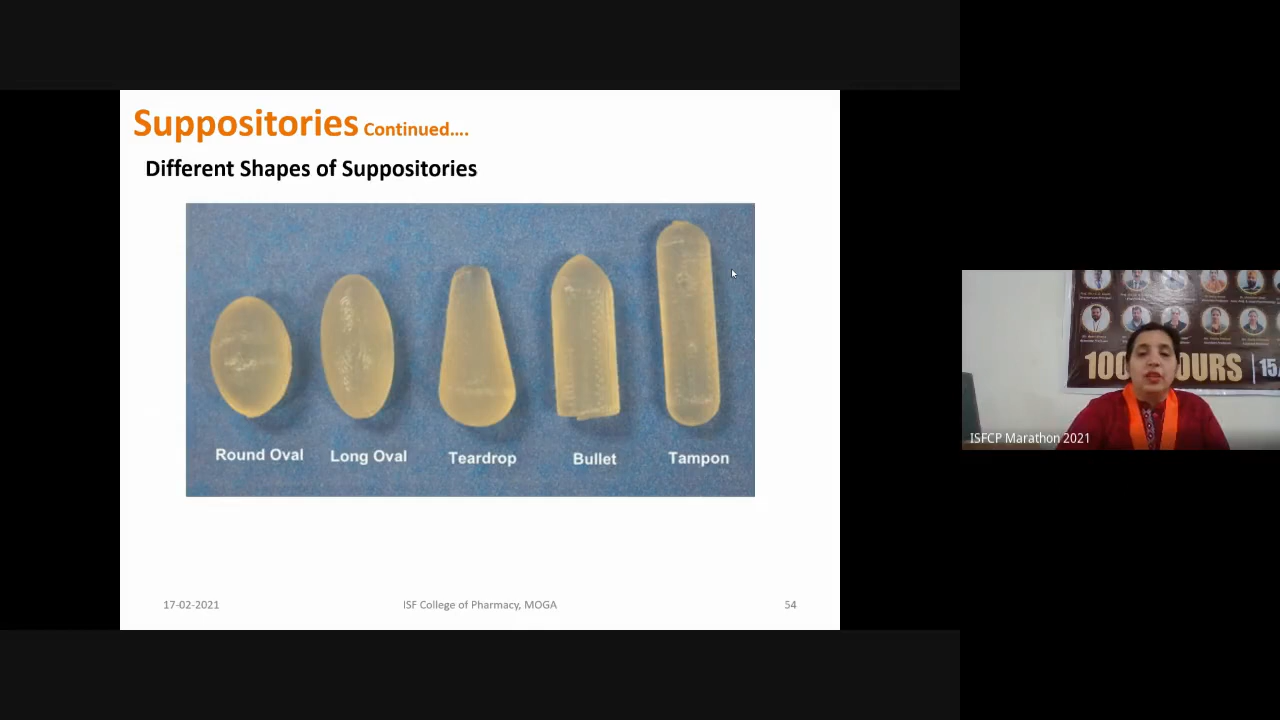 Suppositories Continued....
Different Shapes of Suppositories
Round Oval
Long Oval
Teardrop
Bullet
Tampon
17-02-2021
ISF College of Pharmacy, MOGA
54
ISFCP Marathon 2021